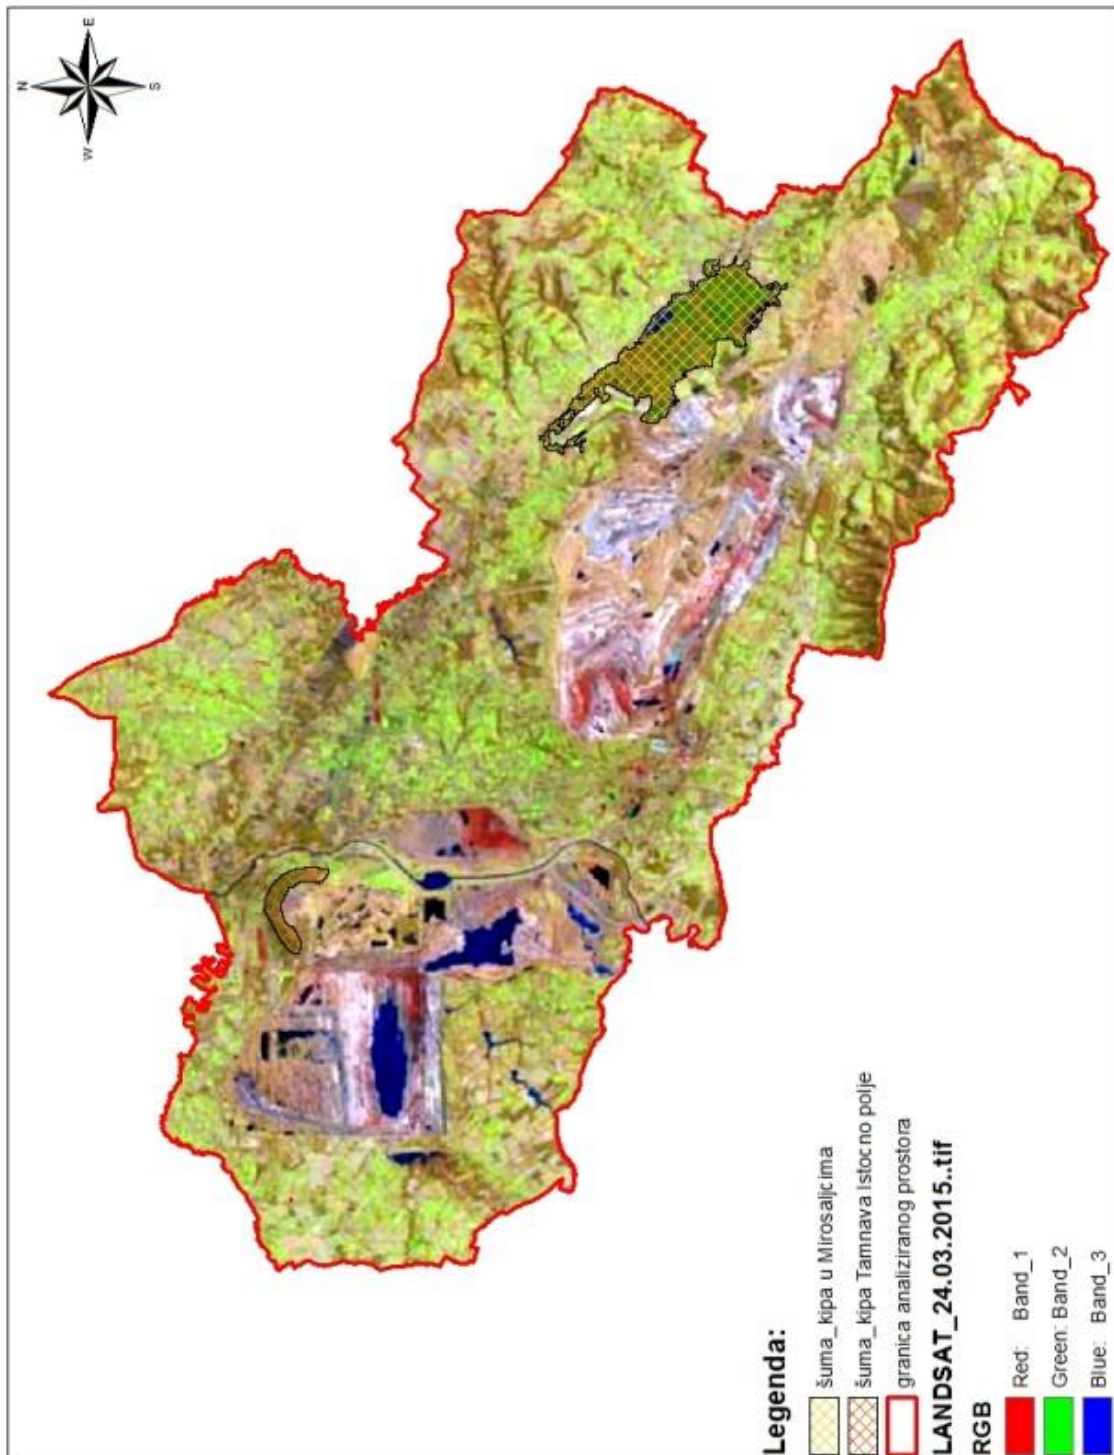 N
E
S
W
Legenda:
šuma_kipa u Mirosaljcima
šuma_kipa Tamnava Istocno polje
granica analiziranog prostora
LANDSAT_24.03.2015..tif
RGB
Red: Band_1
Green: Band_2
Blue: Band_3